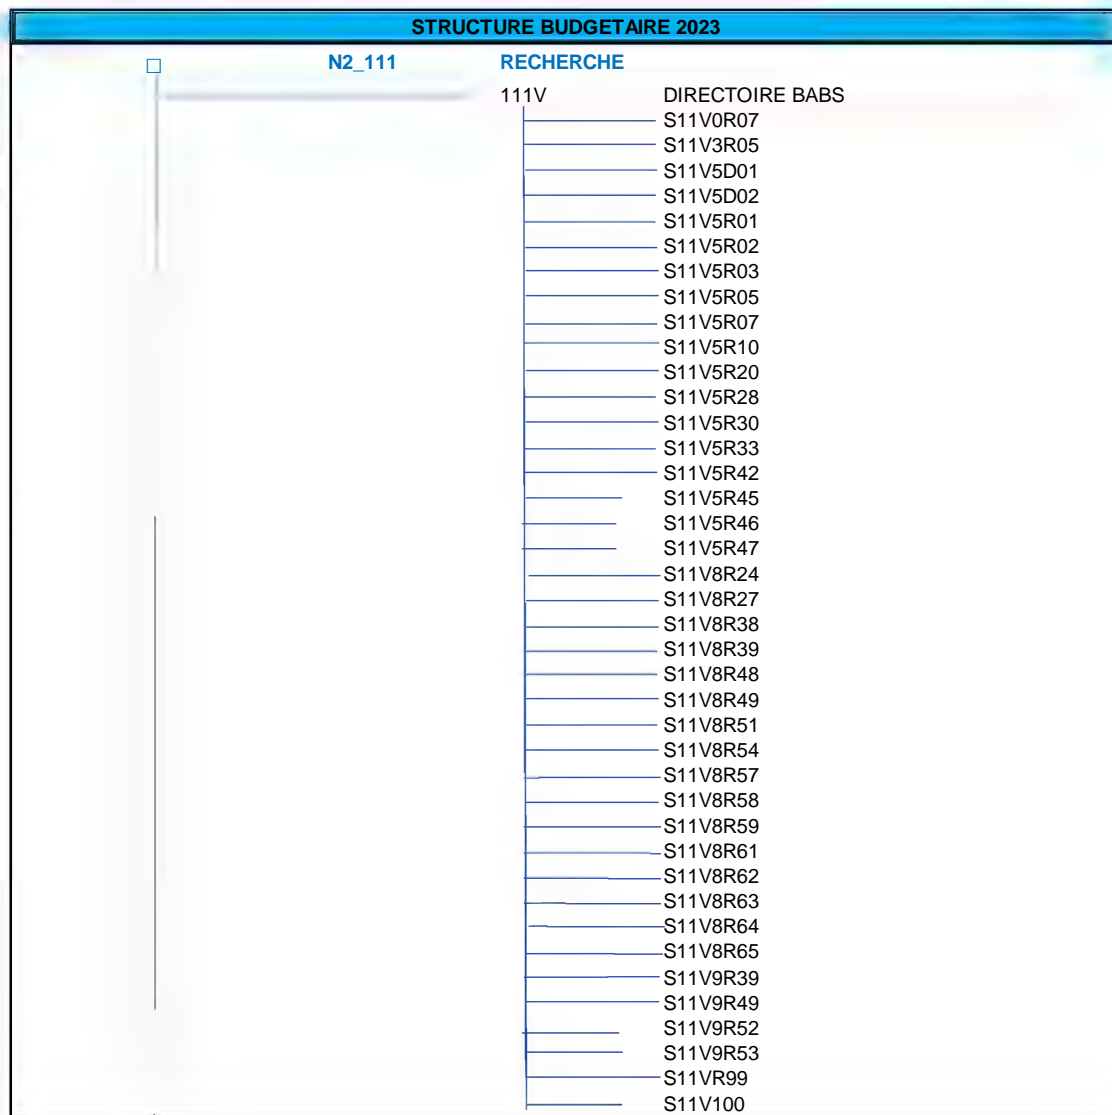 STRUCTURE BUDGETAIRE 2023
N2_111 RECHERCHE
111V DIRECTOIRE BABS
S11V0R07
S11V3R05
S11V5D01
S11V5D02
S11V5R01
S11V5R02
S11V5R03
S11V5R05
S11V5R07
S11V5R10
S11V5R20
S11V5R28
S11V5R30
S11V5R33
S11V5R42
S11V5R45
S11V5R46
S11V5R47
S11V8R24
S11V8R27
S11V8R38
S11V8R39
S11V8R48
S11V8R49
S11V8R51
S11V8R54
S11V8R57
S11V8R58
S11V8R59
S11V8R61
S11V8R62
S11V8R63
S11V8R64
S11V8R65
S11V9R39
S11V9R49
S11V9R52
S11V9R53
S11VR99
S11V100